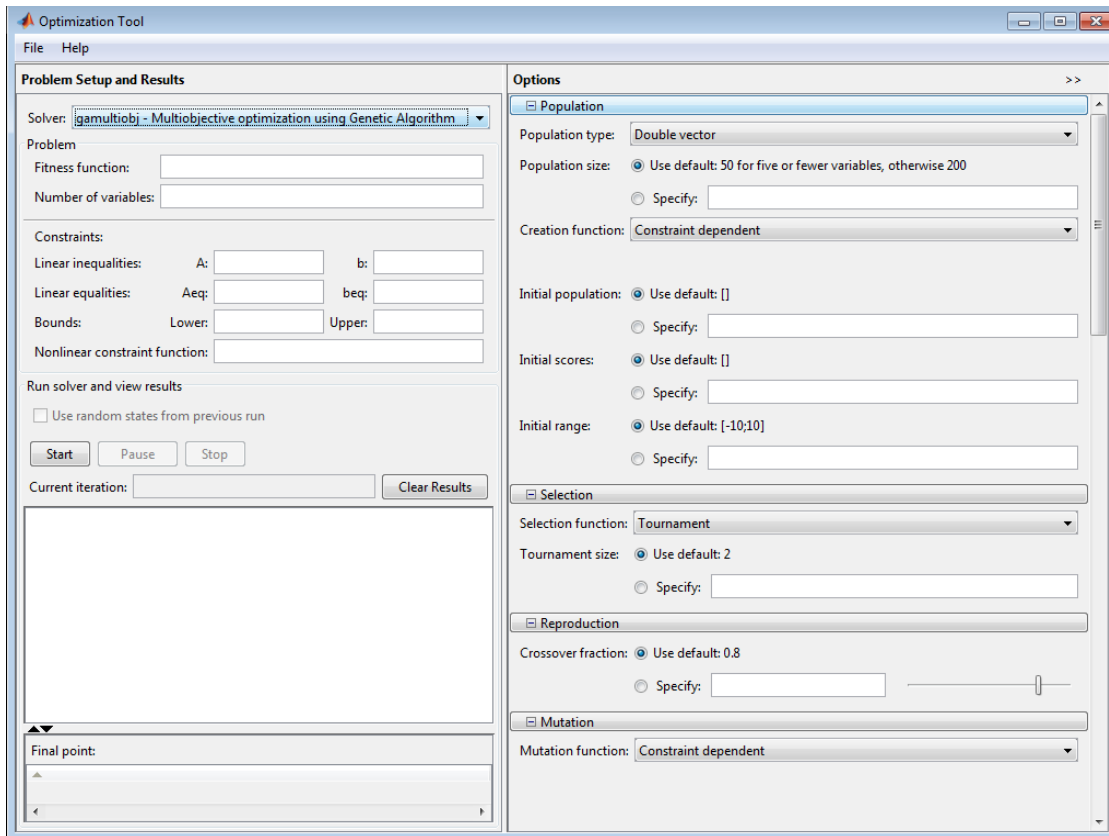 Optimization Tool
File Help
Problem Setup and Results
Solver: gamultiobj - Multiobjective optimization using Genetic Algorithm
Problem
Fitness function:
Number of variables:
Constraints:
Linear inequalities: A: b:
Linear equalities: Aeq: beq:
Bounds: Lower: Upper:
Nonlinear constraint function:
Run solver and view results
Use random states from previous run
Start Pause Stop
Current iteration: Clear Results
Final point:
Options >>
Population
Population type: Double vector
Population size: Use default: 50 for five or fewer variables, otherwise 200
Specify:
Creation function: Constraint dependent
Initial population: Use default: []
Specify:
Initial scores: Use default: []
Specify:
Initial range: Use default: [-10;10]
Specify:
Selection
Selection function: Tournament
Tournament size: Use default: 2
Specify:
Reproduction
Crossover fraction: Use default: 0.8
Specify:
Mutation
Mutation function: Constraint dependent